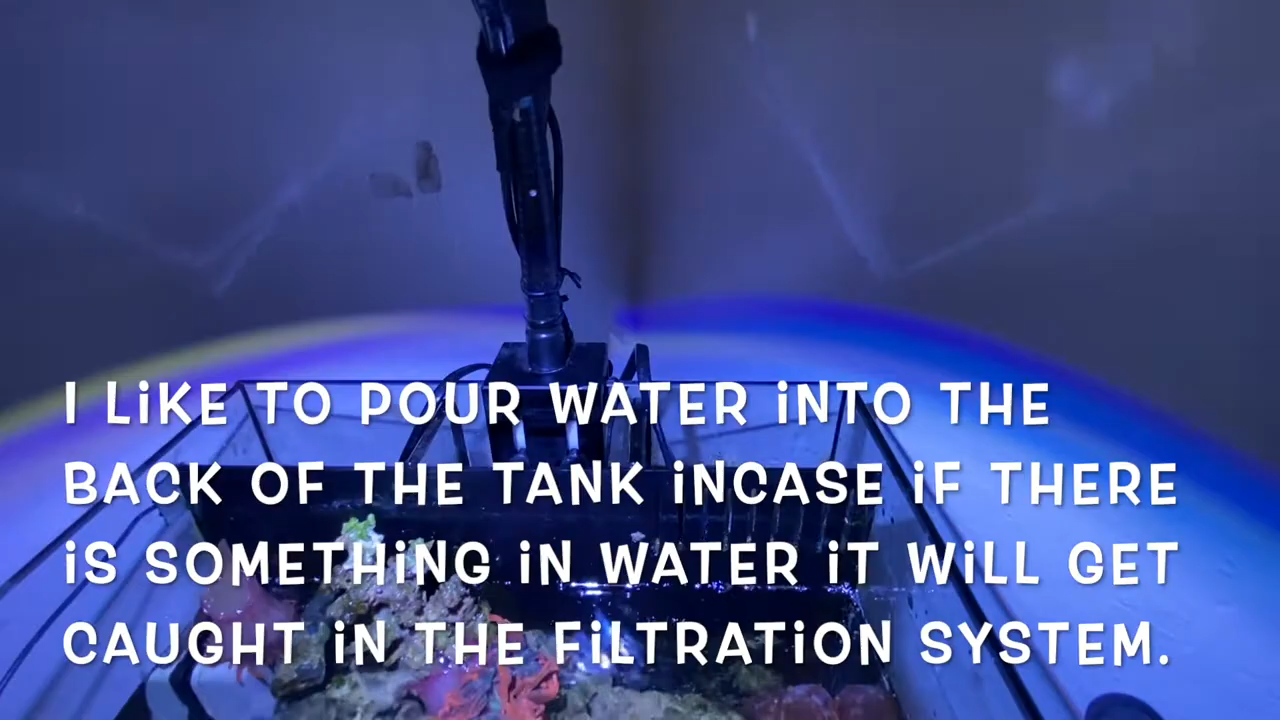 I LiKE TO POUR WATER iNTO THE
BACK OF THE TANK iNCASE iF THERE
iS SOMETHiNG iN WATER iT WiLL GET
CAUGHT iN THE FiLTRATiON SYSTEM.